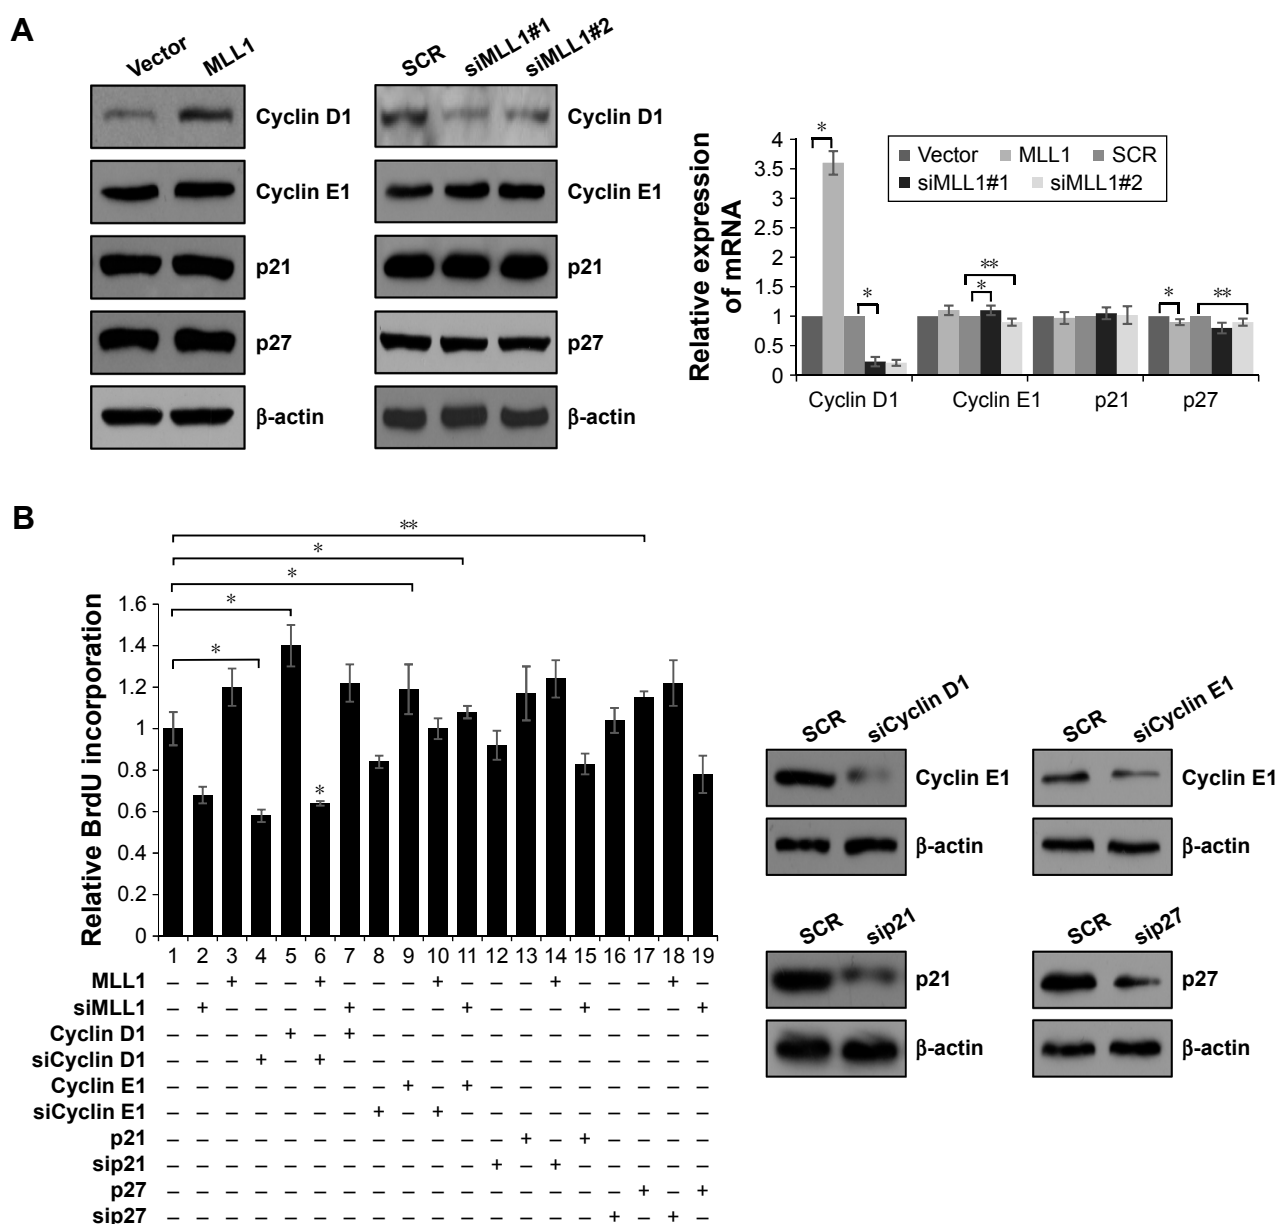 A
Vector MLL1
Cyclin D1
Cyclin E1
p21
p27
β-actin
SCR siMLL1#1 siMLL1#2
Cyclin D1
Cyclin E1
p21
p27
β-actin
Relative expression
of mRNA
4
3.5
3
2.5
2
1.5
1
0.5
0
Vector MLL1 SCR
siMLL1#1 siMLL1#2
*
*
**
*
*
**
Cyclin D1 Cyclin E1 p21 p27
B
**
*
*
*
*
*
Relative BrdU incorporation
1.6
1.4
1.2
1
0.8
0.6
0.4
0.2
0
1 2 3 4 5 6 7 8 9 10 11 12 13 14 15 16 17 18 19
MLL1 – – + – – + – – – + – – – + – – – + –
siMLL1 – + – – – – + – – – + – – – + – – – +
Cyclin D1 – – – – + – + – – – – – – – – – – – –
siCyclin D1 – – – + – + – – – – – – – – – – – – –
Cyclin E1 – – – – – – – – + – + – – – – – – – –
siCyclin E1 – – – – – – – + – + – – – – – – – – –
p21 – – – – – – – – – – – – + – + – – – –
sip21 – – – – – – – – – – – + – + – – – – –
p27 – – – – – – – – – – – – – – – – + – +
sip27 – – – – – – – – – – – – – – – + – + –
SCR siCyclin D1
Cyclin E1
β-actin
SCR siCyclin E1
Cyclin E1
β-actin
SCR sip21
p21
β-actin
SCR sip27
p27
β-actin